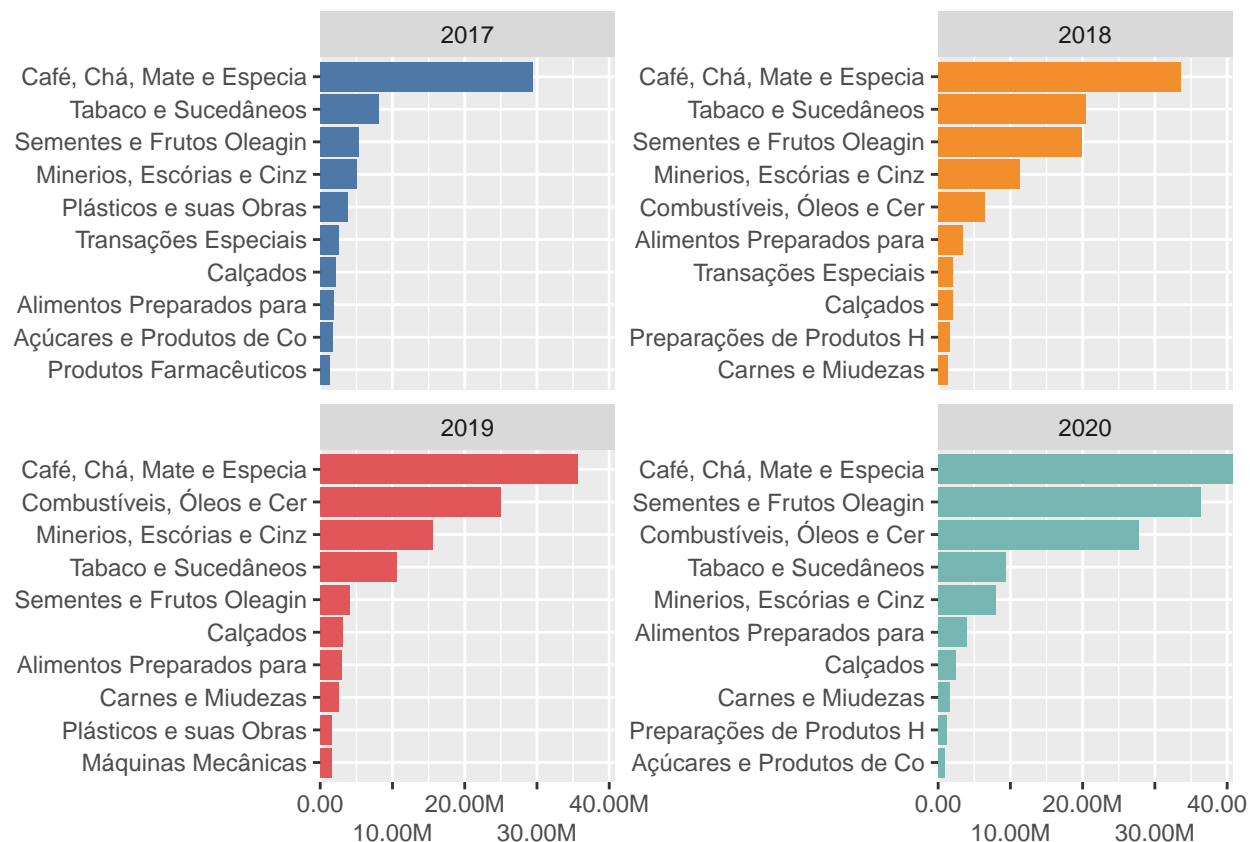 2017
Café, Chá, Mate e Especia
Tabaco e Sucedâneos
Sementes e Frutos Oleagin
Minerios, Escórias e Cinz
Plásticos e suas Obras
Transações Especiais
Calçados
Alimentos Preparados para
Açúcares e Produtos de Co
Produtos Farmacêuticos
2018
Café, Chá, Mate e Especia
Tabaco e Sucedâneos
Sementes e Frutos Oleagin
Minerios, Escórias e Cinz
Combustíveis, Óleos e Cer
Alimentos Preparados para
Transações Especiais
Calçados
Preparações de Produtos H
Carnes e Miudezas
2019
Café, Chá, Mate e Especia
Combustíveis, Óleos e Cer
Minerios, Escórias e Cinz
Tabaco e Sucedâneos
Sementes e Frutos Oleagin
Calçados
Alimentos Preparados para
Carnes e Miudezas
Plásticos e suas Obras
Máquinas Mecânicas
0.00 20.00M 40.00M
10.00M 30.00M
2020
Café, Chá, Mate e Especia
Sementes e Frutos Oleagin
Combustíveis, Óleos e Cer
Tabaco e Sucedâneos
Minerios, Escórias e Cinz
Alimentos Preparados para
Calçados
Carnes e Miudezas
Preparações de Produtos H
Açúcares e Produtos de Co
0.00 20.00M 40.00
10.00M 30.00M